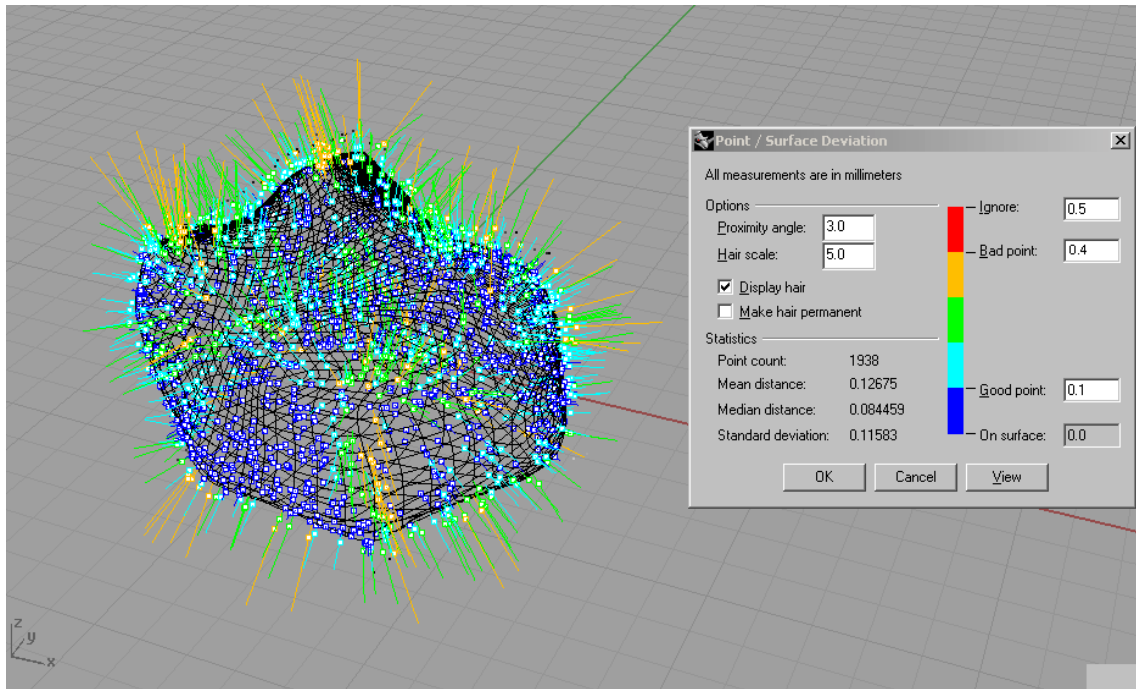 Point / Surface Deviation
All measurements are in millimeters
Options
Proximity angle: 3.0
Hair scale: 5.0
Display hair
Make hair permanent
Statistics
Point count: 1938
Mean distance: 0.12675
Median distance: 0.084459
Standard deviation: 0.11583
Ignore: 0.5
Bad point: 0.4
Good point: 0.1
On surface: 0.0
OK Cancel View
z
y
x